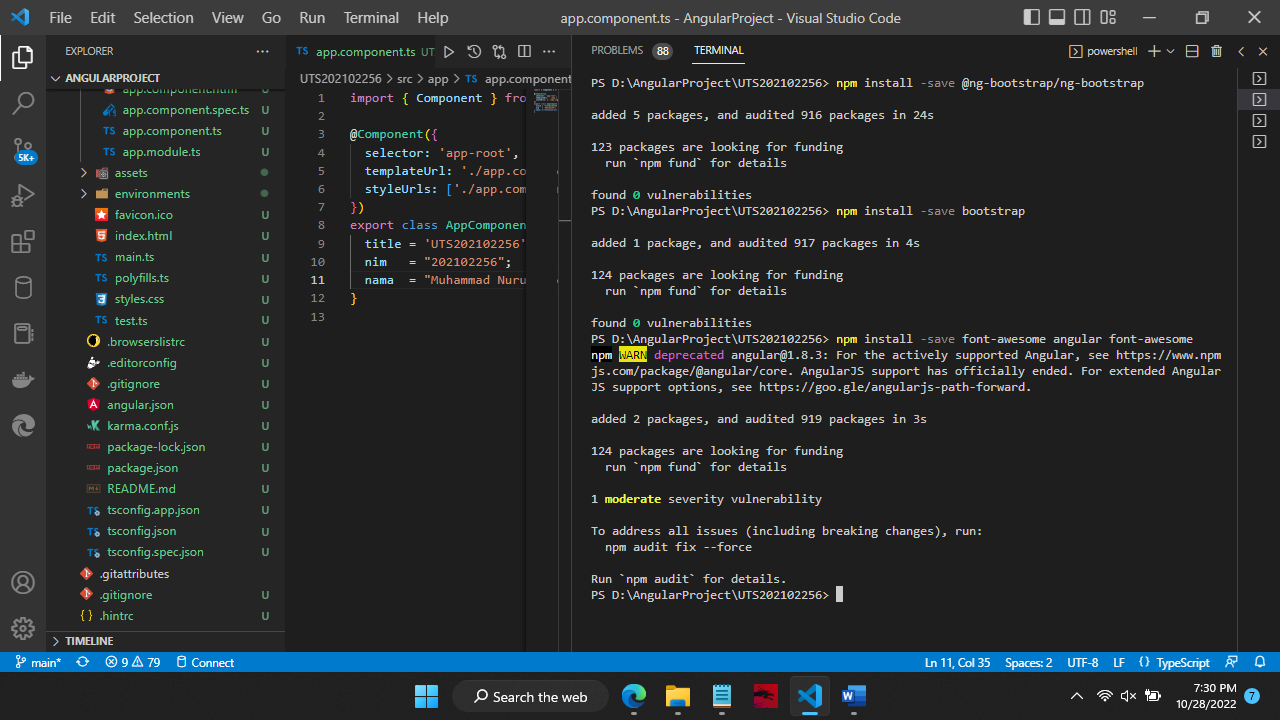 File Edit Selection View Go Run Terminal Help
app.component.ts - AngularProject - Visual Studio Code
EXPLORER
ANGULARPROJECT
app.component.html U
app.component.spec.ts U
app.component.ts U
app.module.ts U
assets
environments
favicon.ico U
index.html U
main.ts U
polyfills.ts U
styles.css U
test.ts U
.browserslistrc U
.editorconfig U
.gitignore U
angular.json U
karma.conf.js U
package-lock.json U
package.json U
README.md U
tsconfig.app.json U
tsconfig.json U
tsconfig.spec.json U
.gitattributes
.gitignore U
.hintrc U
TIMELINE
5K+
app.component.ts UT
UTS202102256 > src > app > TS app.component
1 import { Component } fro
2
3 @Component({
4 selector: 'app-root',
5 templateUrl: './app.co
6 styleUrls: ['./app.com
7 })
8 export class AppComponen
9 title = 'UTS202102256'
10 nim = "202102256";
11 nama = "Muhammad Nuru
12 }
13
PROBLEMS 88 TERMINAL powershell
PS D:\AngularProject\UTS202102256> npm install -save @ng-bootstrap/ng-bootstrap
added 5 packages, and audited 916 packages in 24s
123 packages are looking for funding
run `npm fund` for details
found 0 vulnerabilities
PS D:\AngularProject\UTS202102256> npm install -save bootstrap
added 1 package, and audited 917 packages in 4s
124 packages are looking for funding
run `npm fund` for details
found 0 vulnerabilities
PS D:\AngularProject\UTS202102256> npm install -save font-awesome angular font-awesome
npm WARN deprecated angular@1.8.3: For the actively supported Angular, see https://www.npm
js.com/package/@angular/core. AngularJS support has officially ended. For extended Angular
JS support options, see https://goo.gle/angularjs-path-forward.
added 2 packages, and audited 919 packages in 3s
124 packages are looking for funding
run `npm fund` for details
1 moderate severity vulnerability
To address all issues (including breaking changes), run:
npm audit fix --force
Run `npm audit` for details.
PS D:\AngularProject\UTS202102256>
main* 9 79 Connect
Ln 11, Col 35 Spaces: 2 UTF-8 LF {} TypeScript
Search the web
7:30 PM
10/28/2022
7